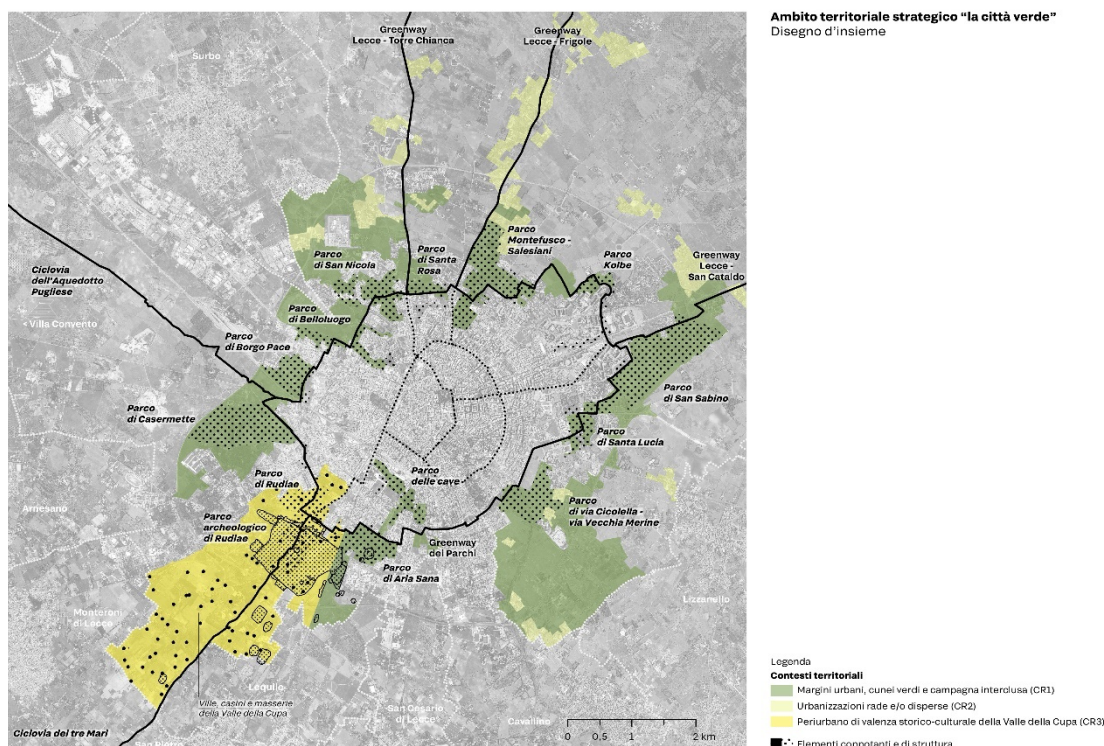 Ambito territoriale strategico “la città verde”
Disegno d’insieme
Greenway
Lecce - Torre Chianca
Greenway
Lecce - Frigole
Surbo
Parco
Montefusco -
Salesiani
Parco
di San Nicola
Parco
di Santa
Rosa
Parco
Kolbe
Greenway
Lecce -
San Cataldo
Ciclovia
dell'Aquedotto
Pugliese
Villa Convento
Parco
di Belloluogo
Parco
di Borgo Pace
Parco
di Casermette
Parco
di San Sabino
Parco
di Santa Lucia
Parco
di Rudiae
Parco
delle cave
Arnesano
Parco
archeologico
di Rudiae
Parco
di via Cicolella -
via Vecchia Merine
Greenway
dei Parchi
Parco
di Aria Sana
Monteroni
di Lecce
Lizzanello
Lequile
Ville, casini e masserie
della Valle della Cupa
San Cesario
di Lecce
Cavallino
Ciclovia dei tre Mari
San Pietro
0 1 2 km
Legenda
Contesti territoriali
Margini urbani, cunei verdi e campagna interclusa (CR1)
Urbanizzazioni rade e/o disperse (CR2)
Periurbano di valenza storico-culturale della Valle della Cupa (CR3)
Elementi connotanti e di struttura